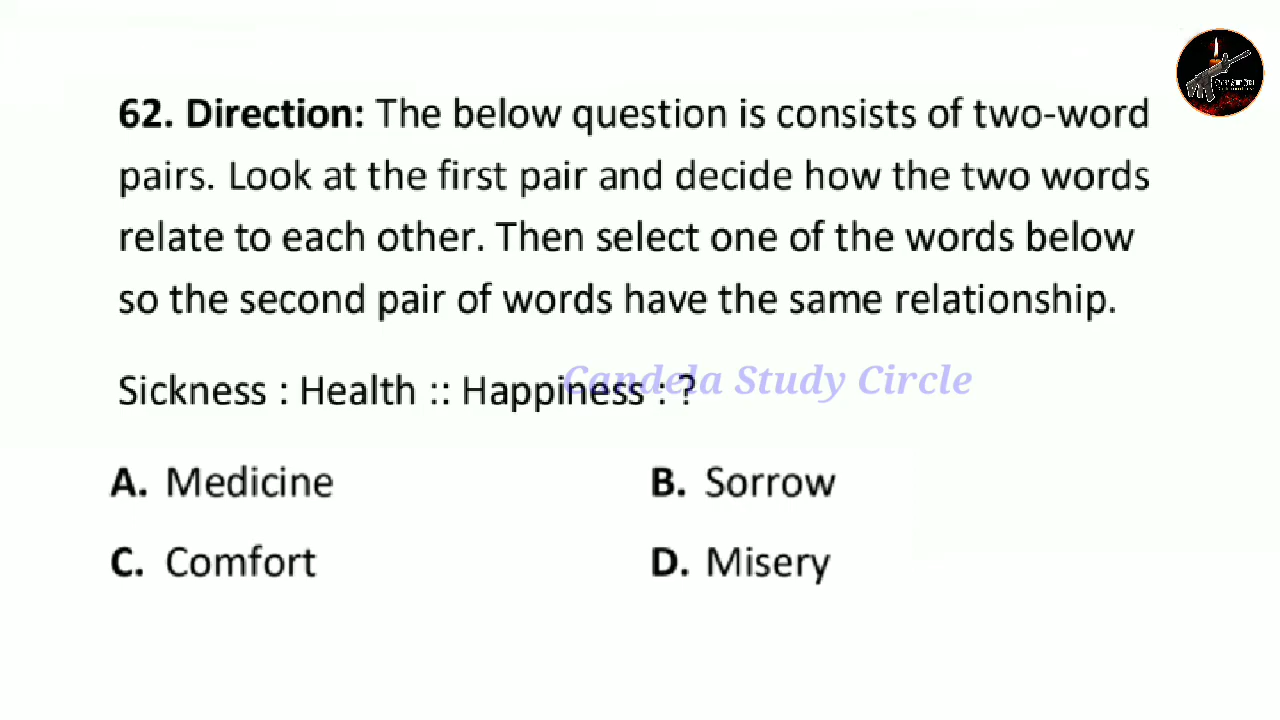 62. Direction: The below question is consists of two-word
pairs. Look at the first pair and decide how the two words
relate to each other. Then select one of the words below
so the second pair of words have the same relationship.
Sickness : Health :: Happiness : ?
Candela Study Circle
A. Medicine
B. Sorrow
C. Comfort
D. Misery